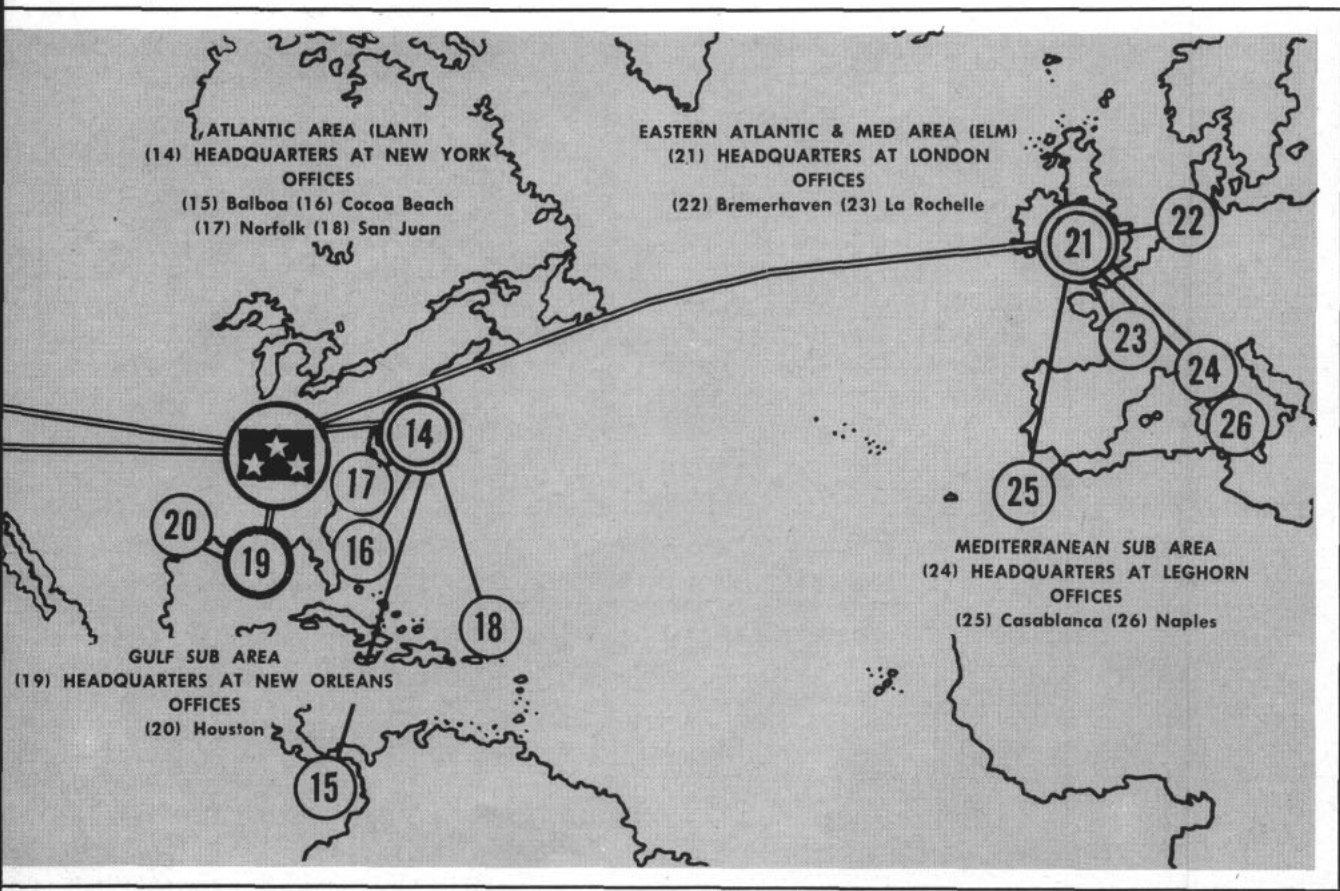 ATLANTIC AREA (LANT)
(14) HEADQUARTERS AT NEW YORK
OFFICES
(15) Balboa (16) Cocoa Beach
(17) Norfolk (18) San Juan
EASTERN ATLANTIC & MED AREA (ELM)
(21) HEADQUARTERS AT LONDON
OFFICES
(22) Bremerhaven (23) La Rochelle
21
22
23
24
26
25
14
17
16
20
19
18
MEDITERRANEAN SUB AREA
(24) HEADQUARTERS AT LEGHORN
OFFICES
(25) Casablanca (26) Naples
GULF SUB AREA
(19) HEADQUARTERS AT NEW ORLEANS
OFFICES
(20) Houston
15